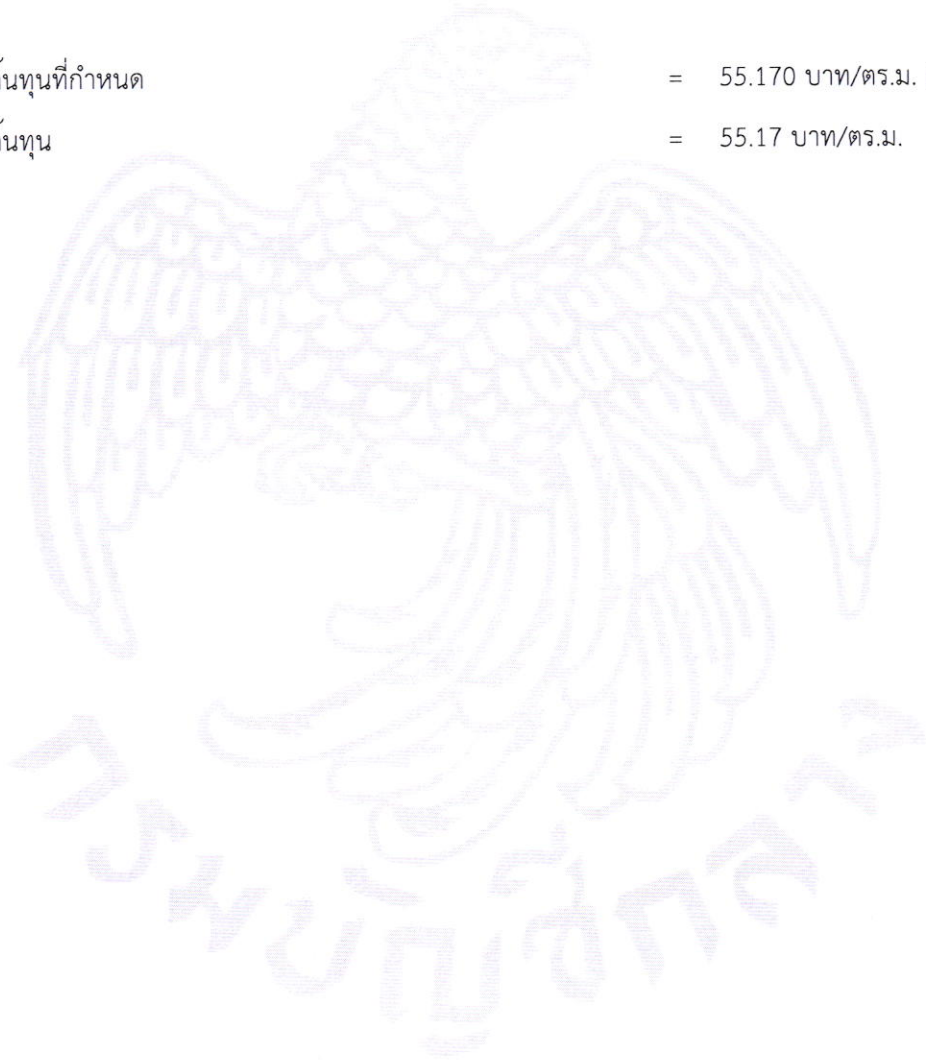 ต้นทุนที่กำหนด = 55.170 บาท/ตร.ม.
ต้นทุน = 55.17 บาท/ตร.ม.
กรมบัญชีกลาง